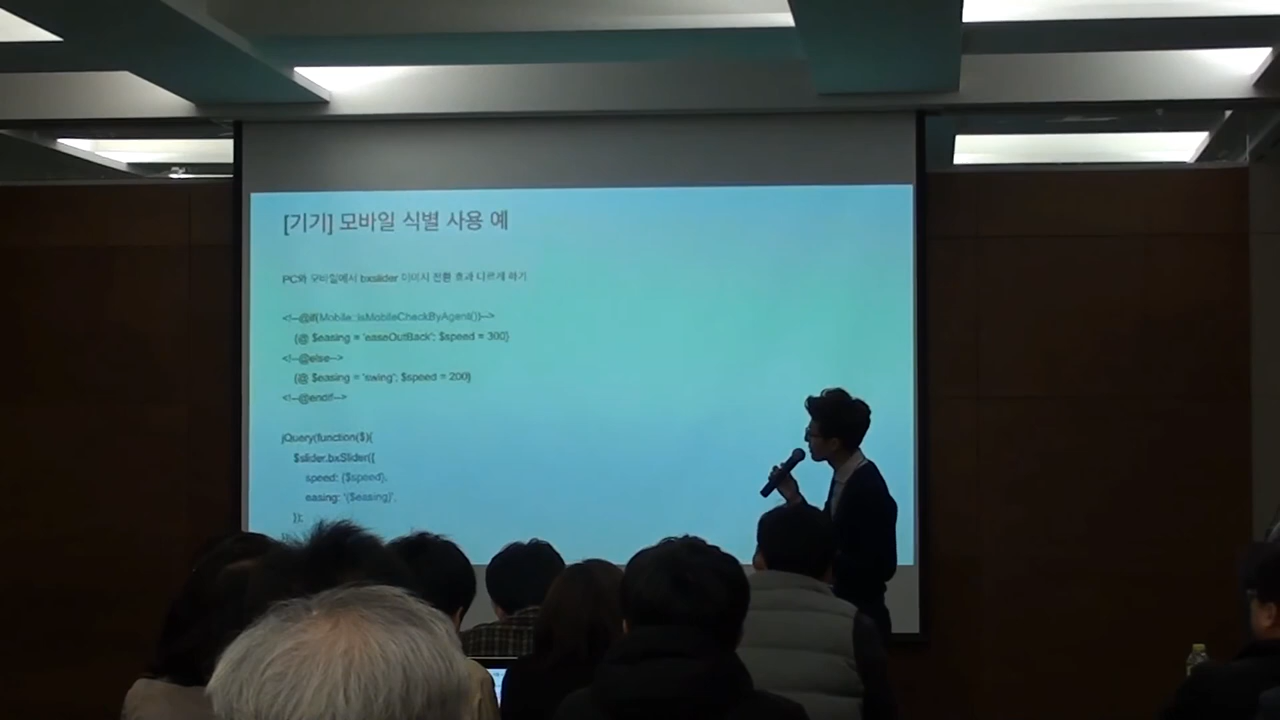 [기기] 모바일 식별 사용 예
PC와 모바일에서 bxslider 이미지 전환 효과 다르게 하기
<!--@if(Mobile::isMobileCheckByAgent())-->
{@ $easing = 'easeOutBack'; $speed = 300}
<!--@else-->
{@ $easing = 'swing'; $speed = 200}
<!--@endif-->
jQuery(function($){
$slider.bxSlider({
speed: {$speed},
easing: '{$easing}',
});